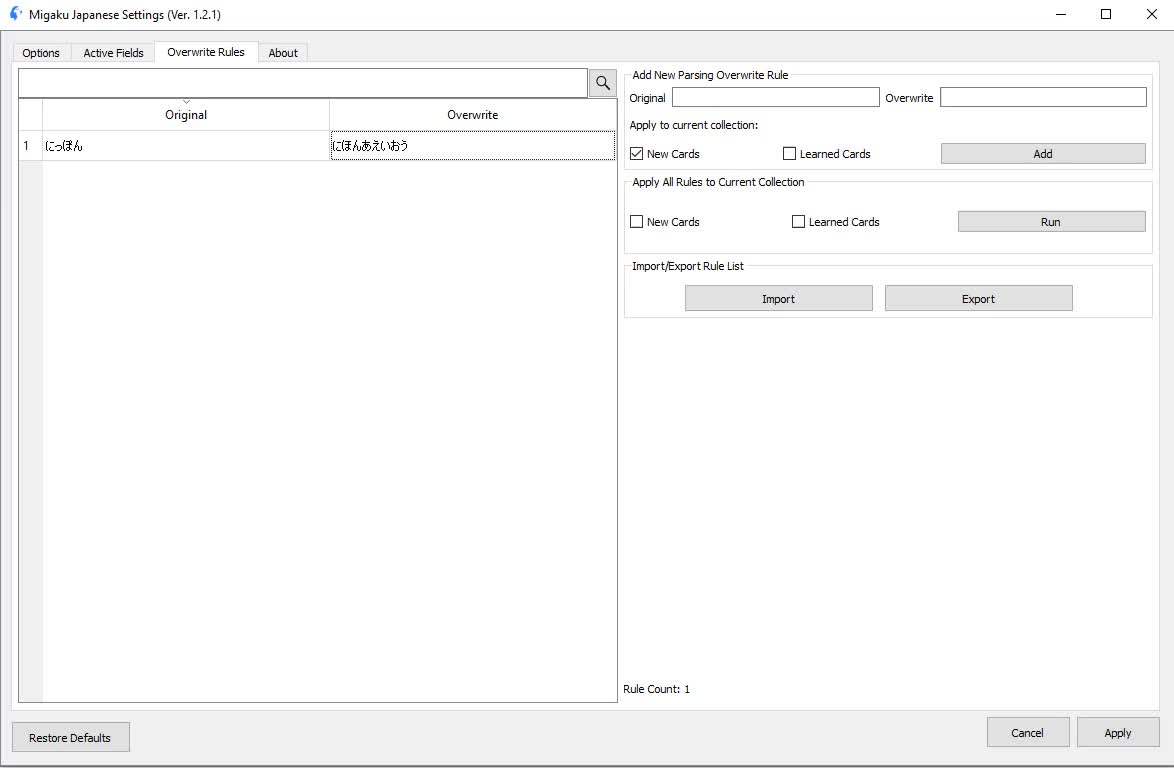 Migaku Japanese Settings (Ver. 1.2.1)
Options Active Fields Overwrite Rules About
Original Overwrite
1 にっぽん にほんあえいおう
Add New Parsing Overwrite Rule
Original Overwrite
Apply to current collection:
New Cards Learned Cards Add
Apply All Rules to Current Collection
New Cards Learned Cards Run
Import/Export Rule List
Import Export
Rule Count: 1
Restore Defaults Cancel Apply